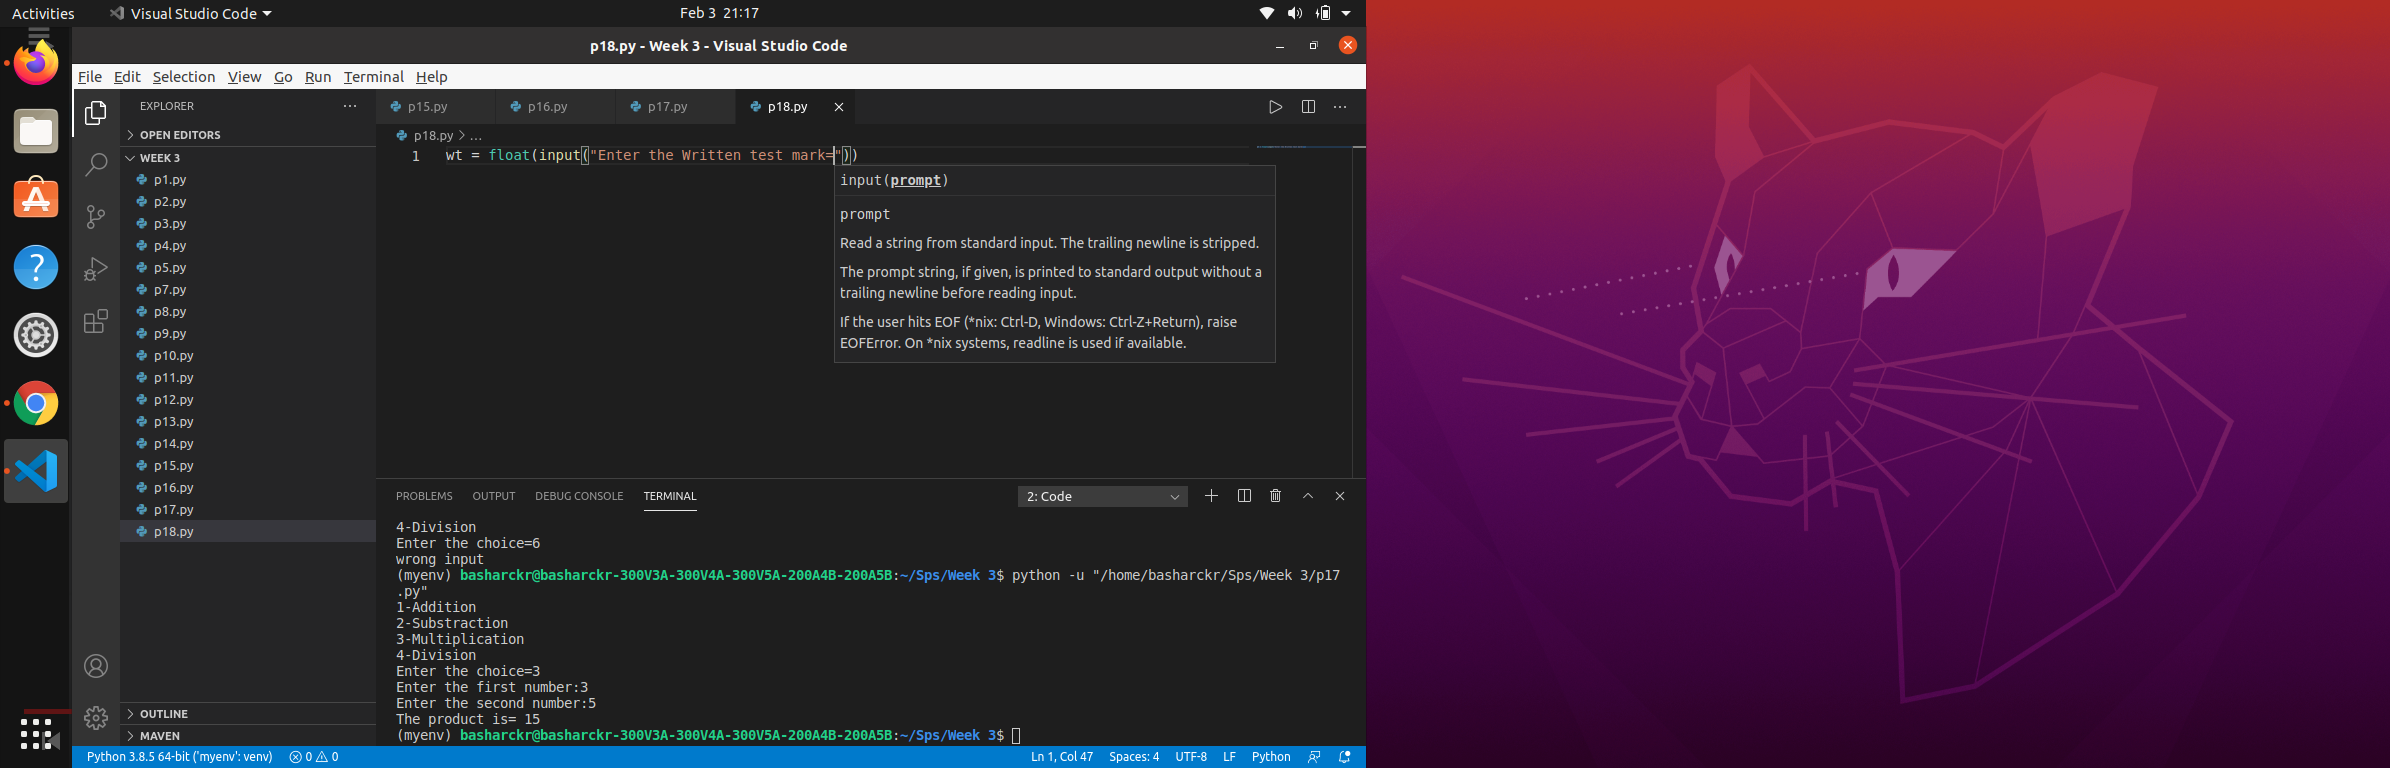 Activities Visual Studio Code Feb 3 21:17
p18.py - Week 3 - Visual Studio Code
File Edit Selection View Go Run Terminal Help
EXPLORER
OPEN EDITORS
WEEK 3
p1.py
p2.py
p3.py
p4.py
p5.py
p7.py
p8.py
p9.py
p10.py
p11.py
p12.py
p13.py
p14.py
p15.py
p16.py
p17.py
p18.py
OUTLINE
MAVEN
p15.py p16.py p17.py p18.py
p18.py > ...
1 wt = float(input("Enter the Written test mark="))
input(prompt)
prompt
Read a string from standard input. The trailing newline is stripped.
The prompt string, if given, is printed to standard output without a
trailing newline before reading input.
If the user hits EOF (*nix: Ctrl-D, Windows: Ctrl-Z+Return), raise
EOFError. On *nix systems, readline is used if available.
PROBLEMS OUTPUT DEBUG CONSOLE TERMINAL 2: Code
4-Division
Enter the choice=6
wrong input
(myenv) basharckr@basharckr-300V3A-300V4A-300V5A-200A4B-200A5B:~/Sps/Week 3$ python -u "/home/basharckr/Sps/Week 3/p17
.py"
1-Addition
2-Substraction
3-Multiplication
4-Division
Enter the choice=3
Enter the first number:3
Enter the second number:5
The product is= 15
(myenv) basharckr@basharckr-300V3A-300V4A-300V5A-200A4B-200A5B:~/Sps/Week 3$
Python 3.8.5 64-bit ('myenv': venv) 0 0 Ln 1, Col 47 Spaces: 4 UTF-8 LF Python